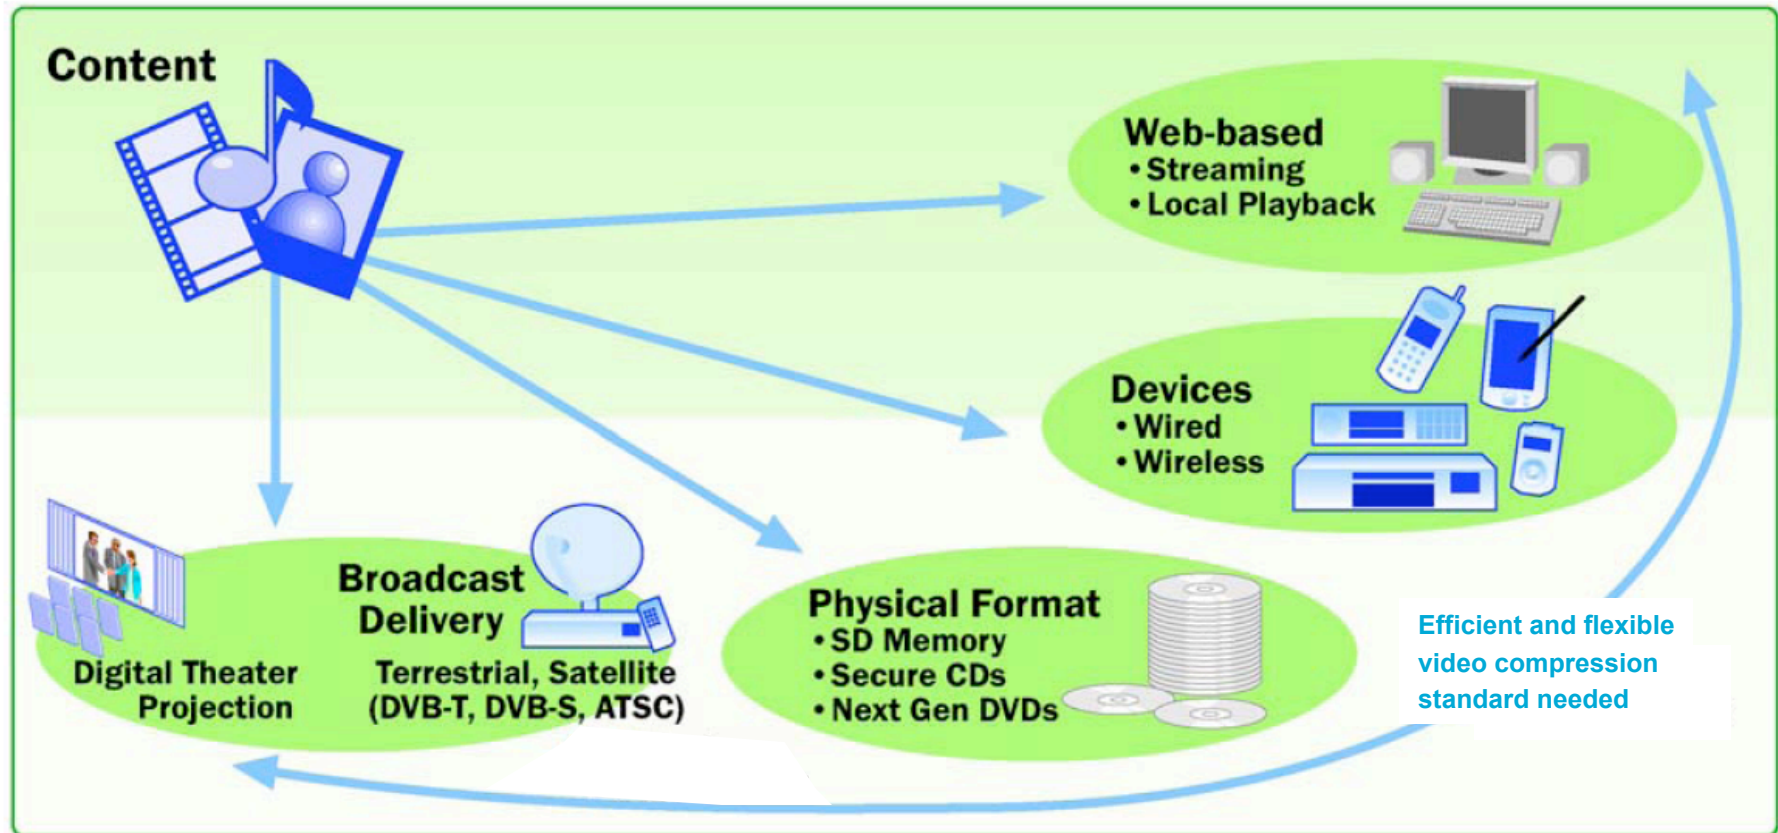 Content
Web-based
• Streaming
• Local Playback
Devices
• Wired
• Wireless
Broadcast
Delivery
Digital Theater
Projection
Terrestrial, Satellite
(DVB-T, DVB-S, ATSC)
Physical Format
• SD Memory
• Secure CDs
• Next Gen DVDs
Efficient and flexible
video compression
standard needed